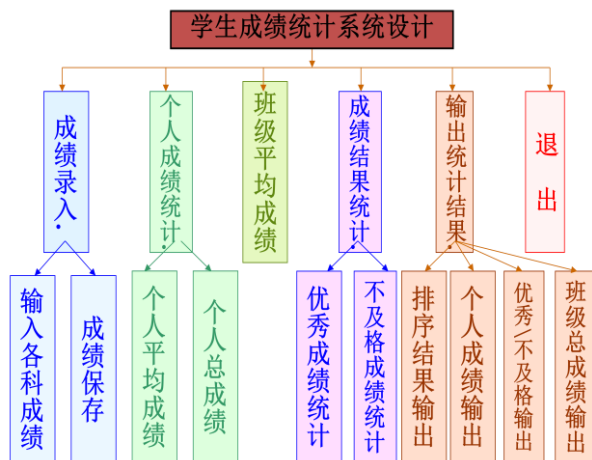 学生成绩统计系统设计
成绩录入.
个人成绩统计.
班级平均成绩
成绩结果统计.
输出统计结果.
退出
输入各科成绩
成绩保存
个人平均成绩
个人总成绩
优秀成绩统计
不及格成绩统计
排序结果输出
个人成绩输出
优秀\不及格输出
班级总成绩输出